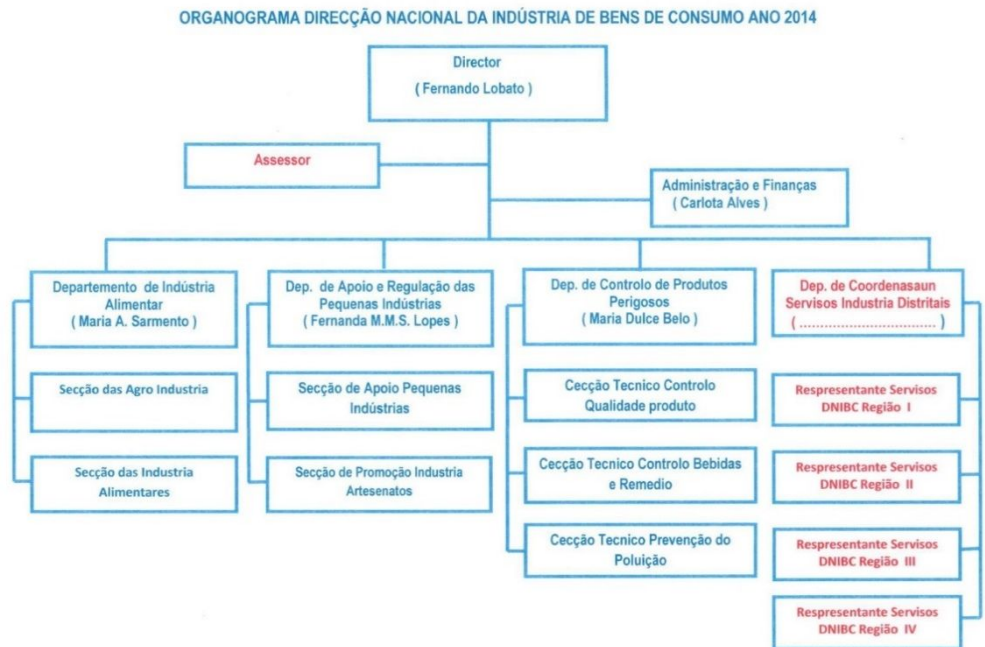 ORGANOGRAMA DIRECÇÃO NACIONAL DA INDÚSTRIA DE BENS DE CONSUMO ANO 2014
Director
( Fernando Lobato )
Assessor
Administração e Finanças
( Carlota Alves )
Departemento de Indústria
Alimentar
( Maria A. Sarmento )
Secção das Agro Industria
Secção das Industria
Alimentares
Dep. de Apoio e Regulação das
Pequenas Indústrias
( Fernanda M.M.S. Lopes )
Secção de Apoio Pequenas
Indústrias
Secção de Promoção Industria
Artesenatos
Dep. de Controlo de Produtos
Perigosos
( Maria Dulce Belo )
Cecção Tecnico Controlo
Qualidade produto
Cecção Tecnico Controlo Bebidas
e Remedio
Cecção Tecnico Prevenção do
Poluição
Dep. de Coordenasaun
Servisos Industria Distritais
( ................................. )
Respresentante Servisos
DNIBC Região I
Respresentante Servisos
DNIBC Região II
Respresentante Servisos
DNIBC Região III
Respresentante Servisos
DNIBC Região IV